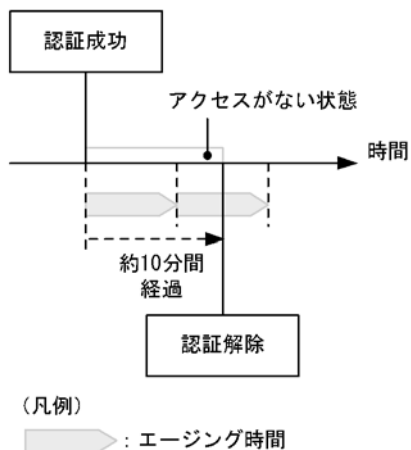 認証成功
アクセスがない状態
時間
約10分間
経過
認証解除
(凡例)
: エージング時間